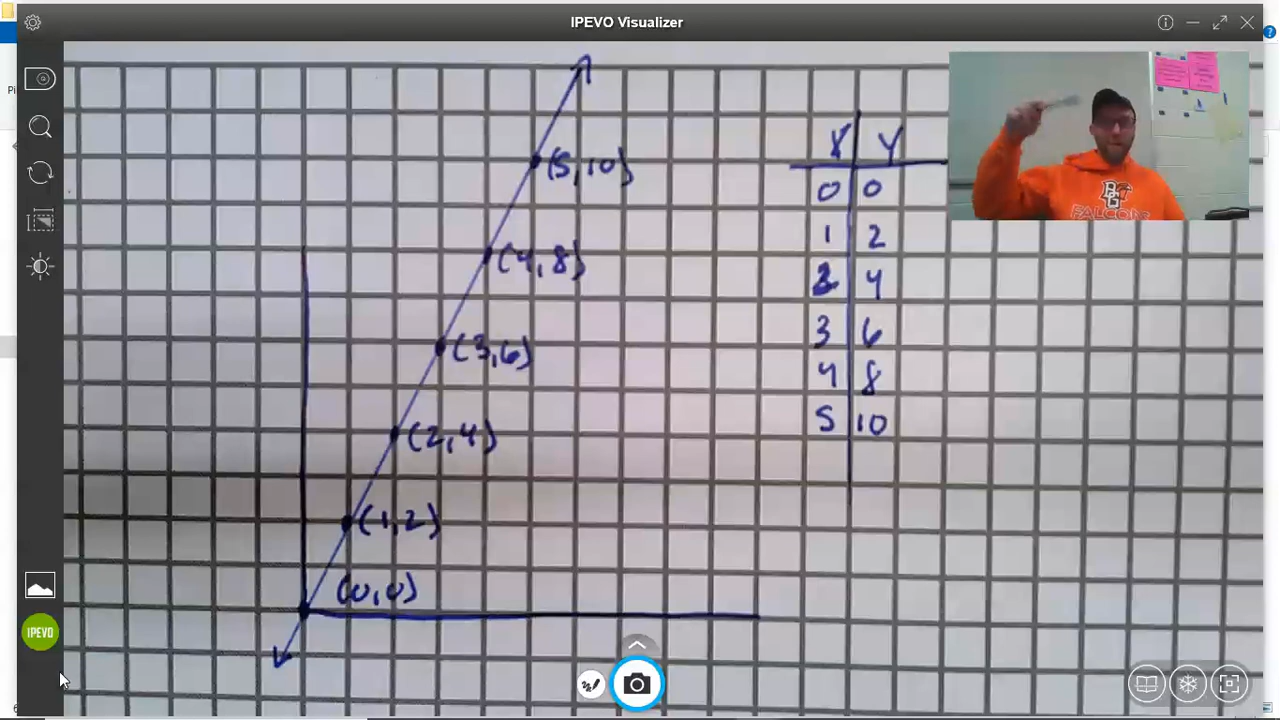 IPEVO Visualizer
X Y
0 0
1 2
2 4
3 6
4 8
5 10
(5,10)
(4,8)
(3,6)
(2,4)
(1,2)
(0,0)
BG
FALCONS
IPEVO